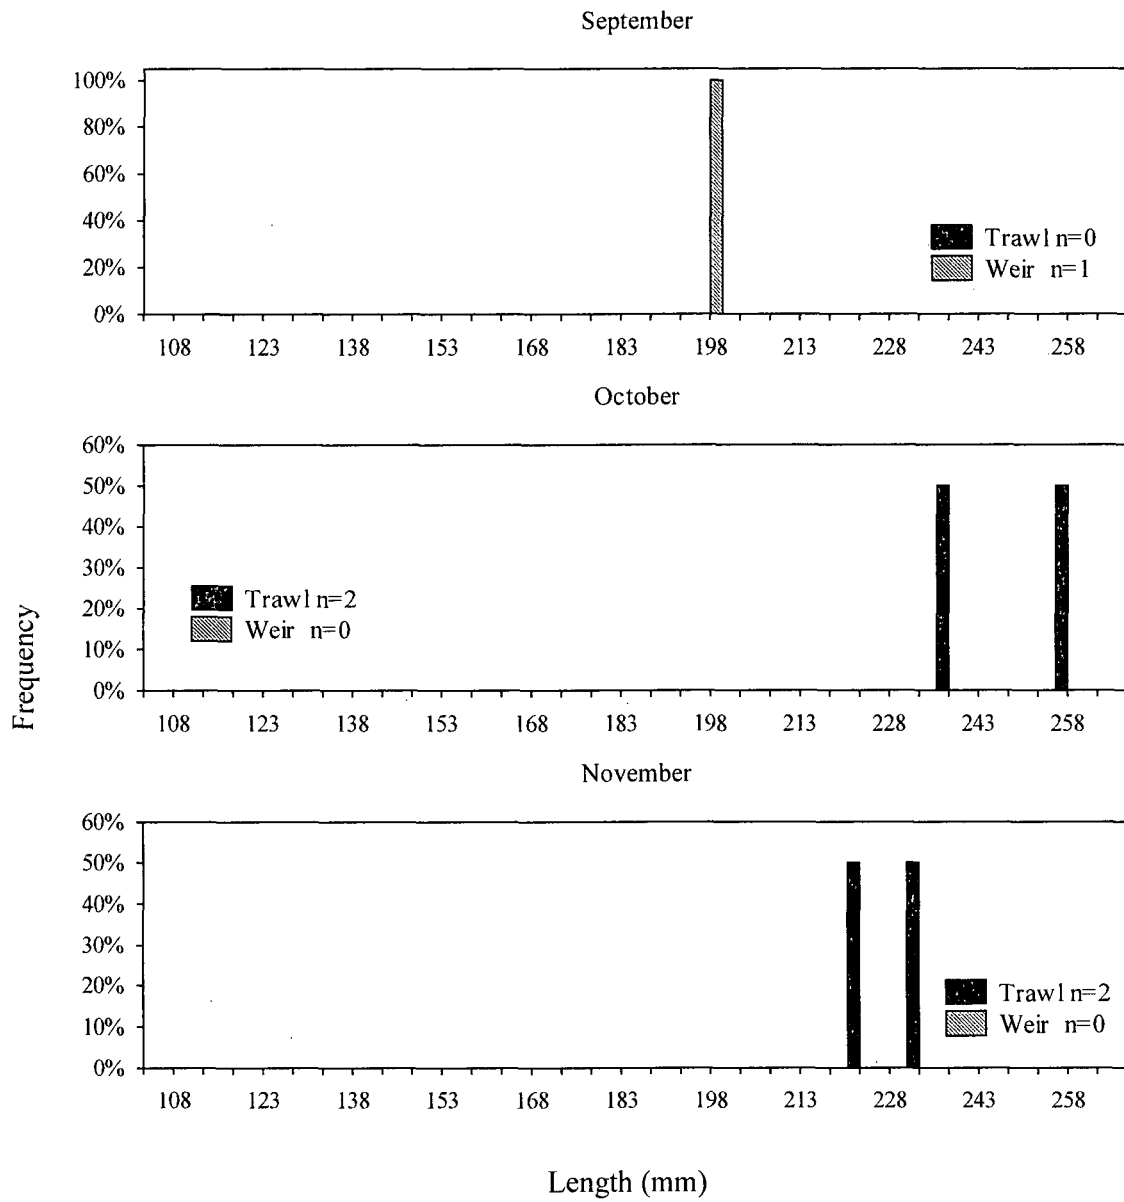 September
100%
80%
60%
40%
20%
0%
Trawl n=0
Weir n=1
108 123 138 153 168 183 198 213 228 243 258
October
60%
50%
40%
30%
20%
10%
0%
Trawl n=2
Weir n=0
108 123 138 153 168 183 198 213 228 243 258
Frequency
November
60%
50%
40%
30%
20%
10%
0%
Trawl n=2
Weir n=0
108 123 138 153 168 183 198 213 228 243 258
Length (mm)